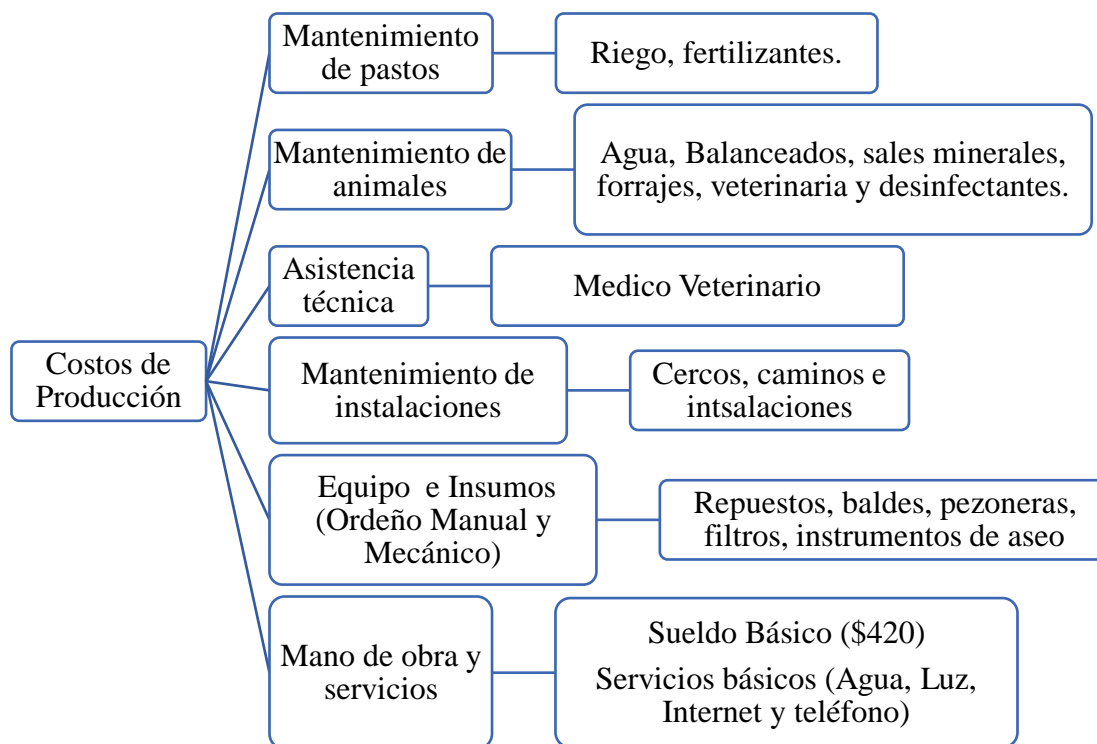 Mantenimiento
de pastos
Riego, fertilizantes.
Mantenimiento de
animales
Agua, Balanceados, sales minerales,
forrajes, veterinaria y desinfectantes.
Asistencia
técnica
Medico Veterinario
Costos de
Producción
Mantenimiento de
instalaciones
Cercos, caminos e
intsalaciones
Equipo e Insumos
(Ordeño Manual y
Mecánico)
Repuestos, baldes, pezoneras,
filtros, instrumentos de aseo
Mano de obra y
servicios
Sueldo Básico ($420)
Servicios básicos (Agua, Luz,
Internet y teléfono)